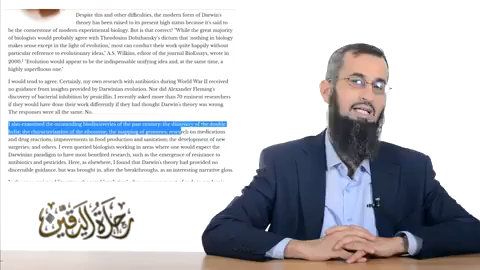 Despite this and other difficulties, the modern form of Darwin's
theory has been raised to its present high status because it's said to
be the cornerstone of modern experimental biology. But is that correct? "While the great majority
of biologists would probably agree with Theodosius Dobzhansky's dictum that 'nothing in biology
makes sense except in the light of evolution,' most can conduct their work quite happily without
particular reference to evolutionary ideas," A.S. Wilkins, editor of the journal BioEssays, wrote in
2000. "Evolution would appear to be the indispensable unifying idea and, at the same time, a
highly superfluous one."
I would tend to agree. Certainly, my own research with antibiotics during World War II received
no guidance from insights provided by Darwinian evolution. Nor did Alexander Fleming's
discovery of bacterial inhibition by penicillin. I recently asked more than 70 eminent researchers
if they would have done their work differently if they had thought Darwin's theory was wrong.
The responses were all the same: No.
I also examined the outstanding biodiscoveries of the past century: the discovery of the double
helix; the characterization of the ribosome; the mapping of genomes; research on medications
and drug reactions; improvements in food production and sanitation; the development of new
surgeries; and others. I even queried biologists working in areas where one would expect the
Darwinian paradigm to have most benefited research, such as the emergence of resistance to
antibiotics and pesticides. Here, as elsewhere, I found that Darwin's theory had provided no
discernible guidance, but was brought in, after the breakthroughs, as an interesting narrative gloss.
رحلة اليقين